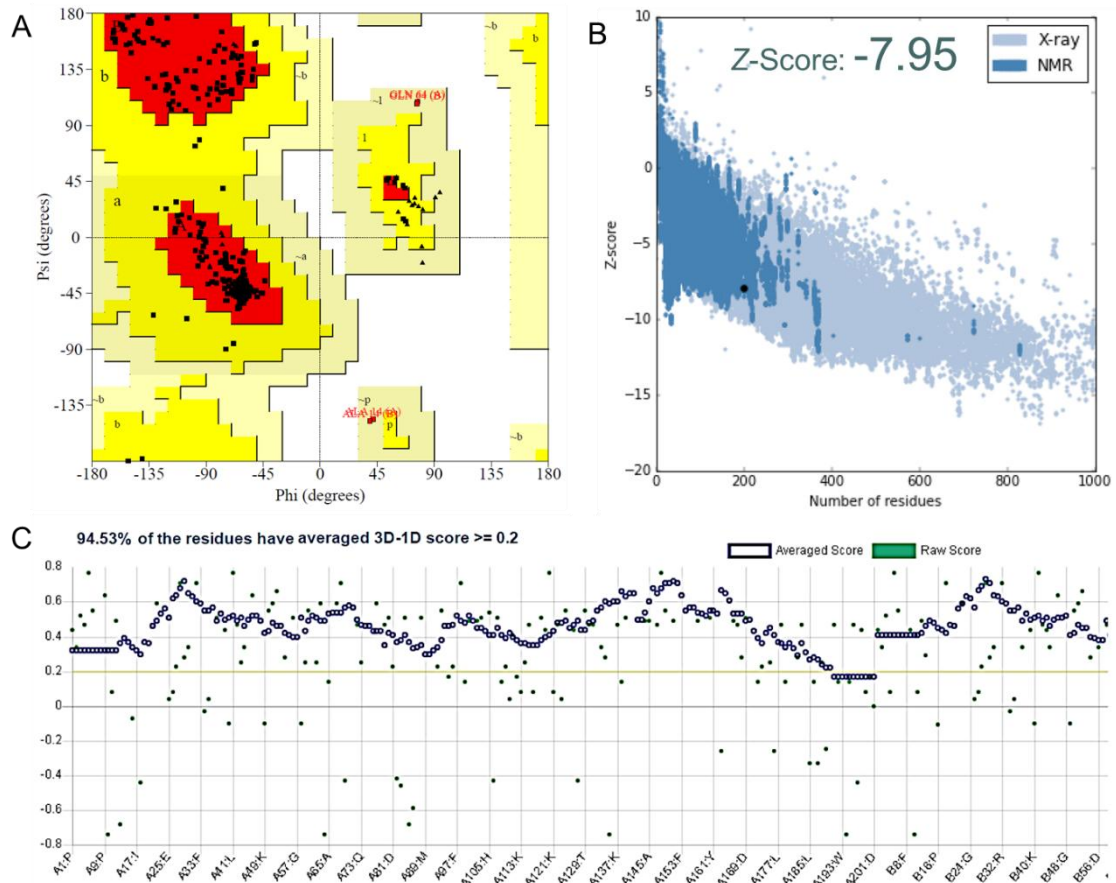 A
180
135
90
45
0
-45
-90
-135
Psi (degrees)
b
~b
b
a
~a
~b
b
~b
b
~b
~l
l
GLN 64 (B)
~p
p
-180
-135
-90
-45
0
45
90
135
180
Phi (degrees)
B
Z-Score: -7.95
X-ray
NMR
10
5
0
−5
−10
−15
−20
Z-score
0
200
400
600
800
1000
Number of residues
C
94.53% of the residues have averaged 3D-1D score >= 0.2
Averaged Score
Raw Score
0.8
0.6
0.4
0.2
0
-0.2
-0.4
-0.6
-0.8
A1:P
A9:P
A17:I
A25:E
A33:F
A41:L
A49:K
A57:G
A65:A
A73:Q
A81:D
A89:M
A97:F
A105:H
A113:K
A121:K
A129:T
A137:K
A145:A
A153:F
A161:Y
A169:D
A177:L
A185:L
A193:W
A201:D
B8:F
B16:P
B24:G
B32:R
B40:K
B48:G
B56:D